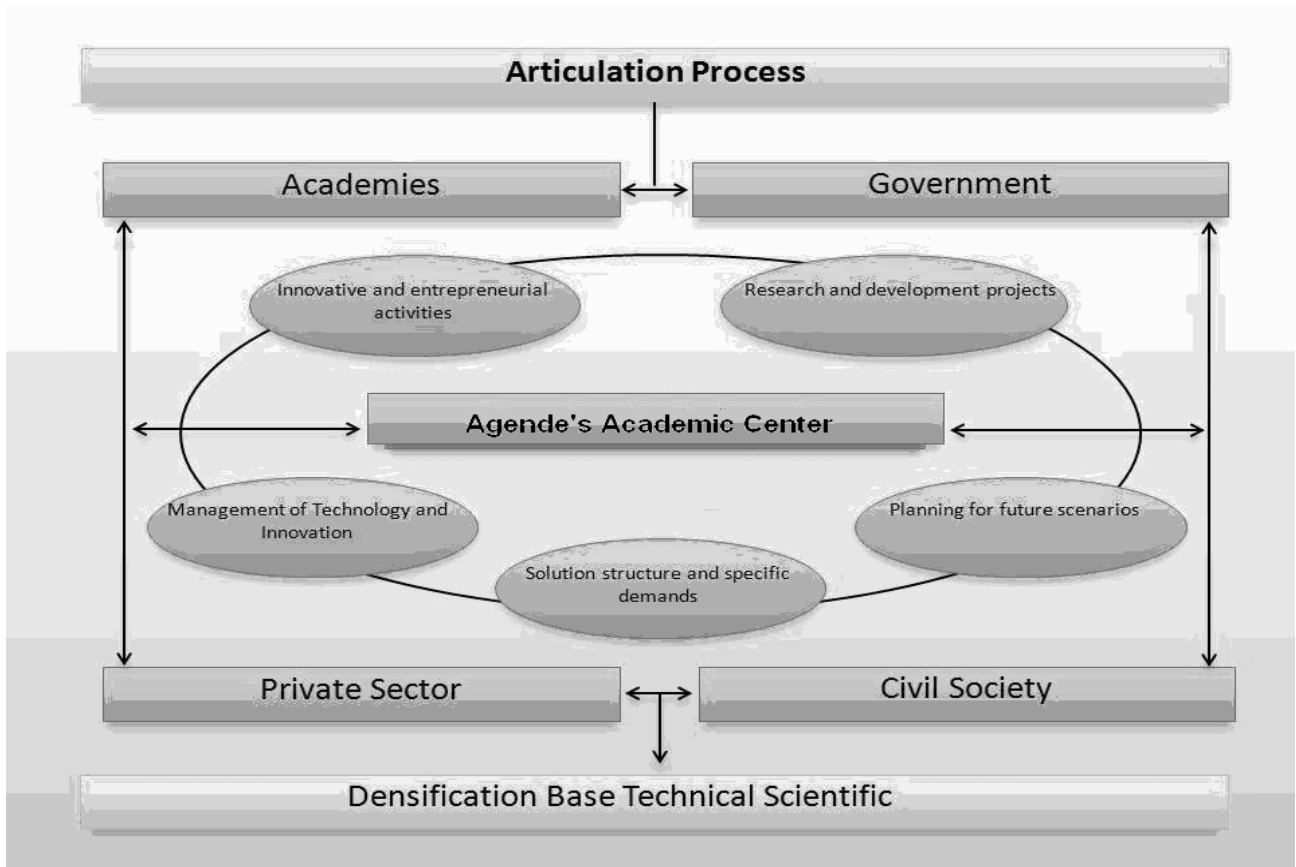 Articulation Process
Academies
Government
Innovative and entrepreneurial
activities
Research and development projects
Agende's Academic Center
Management of Technology and
Innovation
Planning for future scenarios
Solution structure and specific
demands
Private Sector
Civil Society
Densification Base Technical Scientific